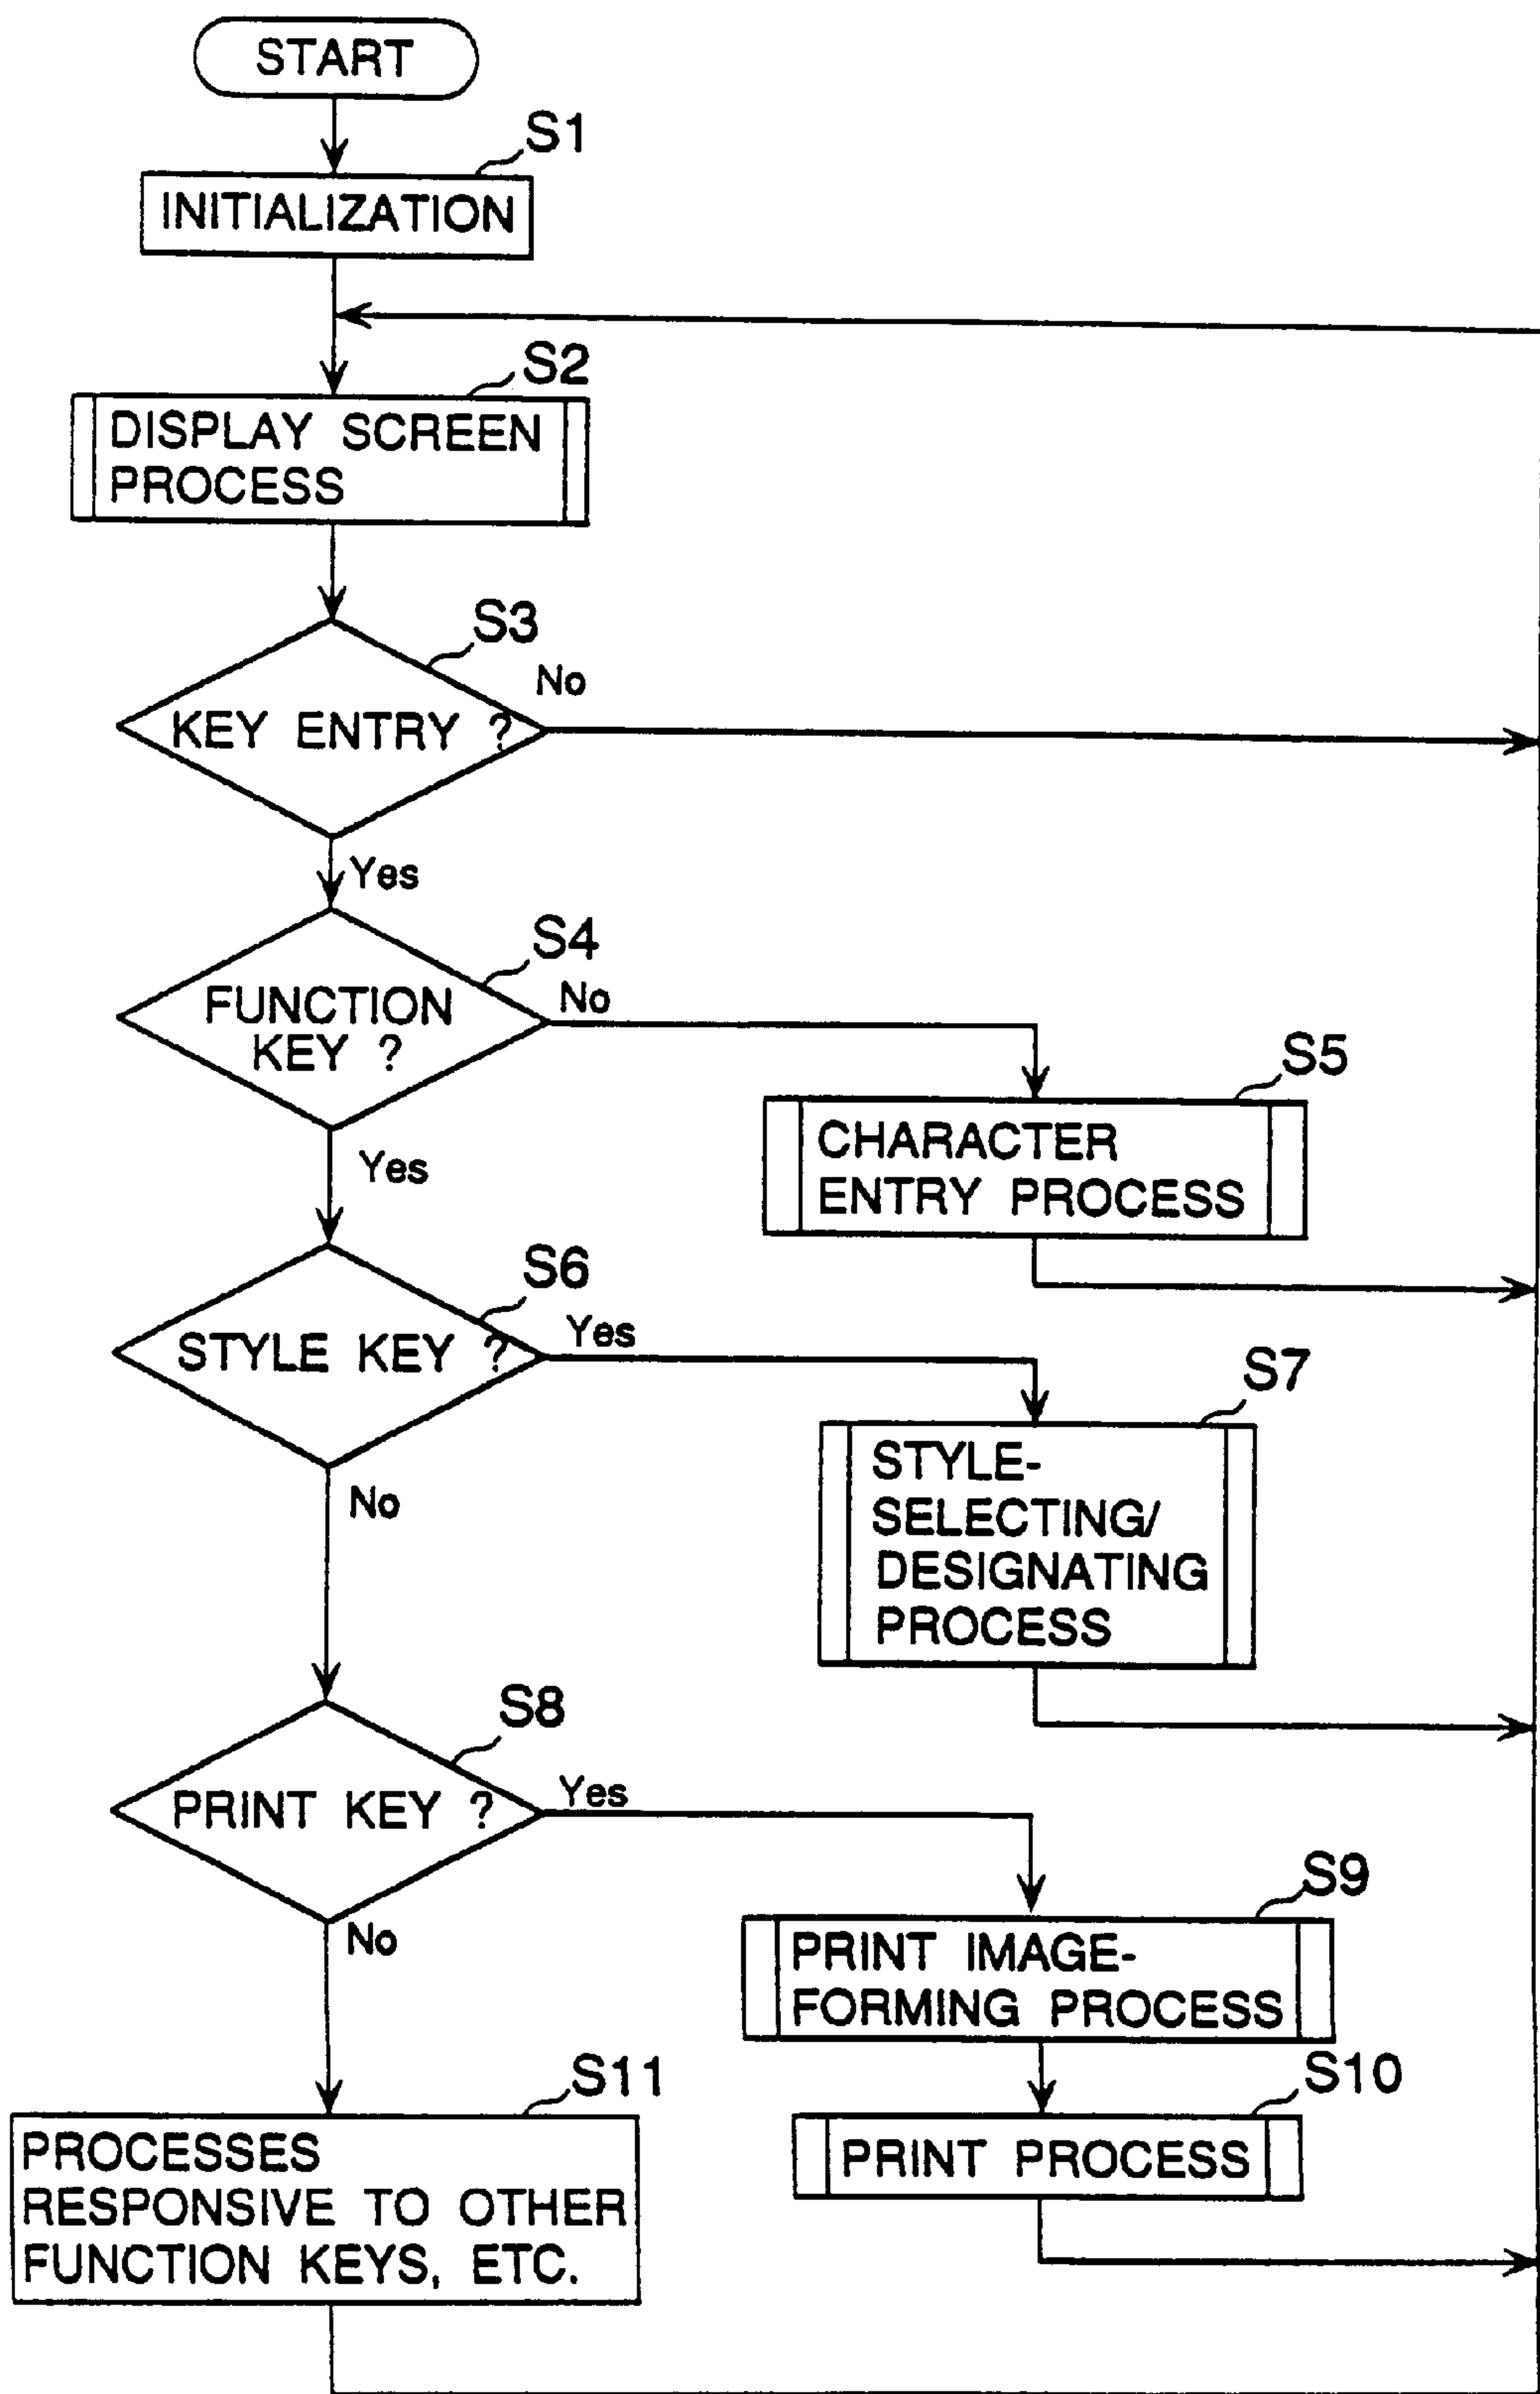 START
S1
INITIALIZATION
S2
DISPLAY SCREEN
PROCESS
S3
No
KEY ENTRY ?
Yes
S4
No
FUNCTION
KEY ?
S5
CHARACTER
ENTRY PROCESS
Yes
S6
Yes
STYLE KEY ?
S7
STYLE-
SELECTING/
DESIGNATING
PROCESS
No
S8
Yes
PRINT KEY ?
S9
PRINT IMAGE-
FORMING PROCESS
No
S10
PRINT PROCESS
S11
PROCESSES
RESPONSIVE TO OTHER
FUNCTION KEYS, ETC.